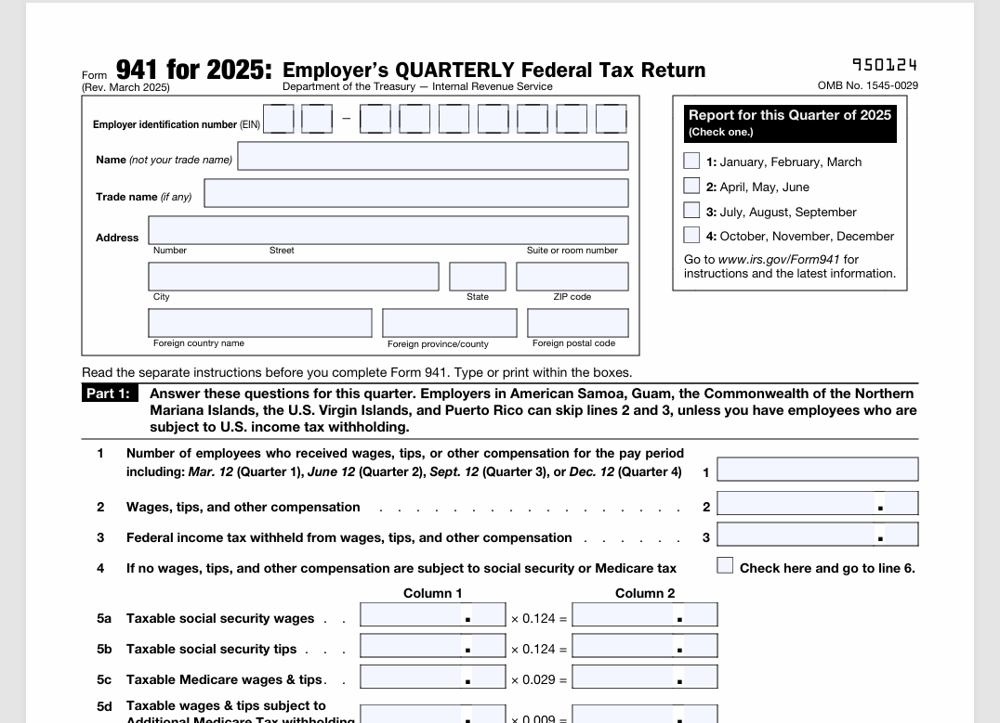 Form 941 for 2025: Employer's QUARTERLY Federal Tax Return
950124
(Rev. March 2025)
Department of the Treasury — Internal Revenue Service
OMB No. 1545-0029
Employer identification number (EIN)
—
Name (not your trade name)
Trade name (if any)
Address
Number Street Suite or room number
City State ZIP code
Foreign country name Foreign province/county Foreign postal code
Report for this Quarter of 2025
(Check one.)
1: January, February, March
2: April, May, June
3: July, August, September
4: October, November, December
Go to www.irs.gov/Form941 for
instructions and the latest information.
Read the separate instructions before you complete Form 941. Type or print within the boxes.
Part 1: Answer these questions for this quarter. Employers in American Samoa, Guam, the Commonwealth of the Northern
Mariana Islands, the U.S. Virgin Islands, and Puerto Rico can skip lines 2 and 3, unless you have employees who are
subject to U.S. income tax withholding.
1 Number of employees who received wages, tips, or other compensation for the pay period
including: Mar. 12 (Quarter 1), June 12 (Quarter 2), Sept. 12 (Quarter 3), or Dec. 12 (Quarter 4) 1
2 Wages, tips, and other compensation . . . . . . . . . . . . . . . . 2 .
3 Federal income tax withheld from wages, tips, and other compensation . . . . . . 3 .
4 If no wages, tips, and other compensation are subject to social security or Medicare tax Check here and go to line 6.
Column 1 Column 2
5a Taxable social security wages . . . × 0.124 = .
5b Taxable social security tips . . . . × 0.124 = .
5c Taxable Medicare wages & tips . . . × 0.029 = .
5d Taxable wages & tips subject to
Additional Medicare Tax withholding . × 0.009 = .